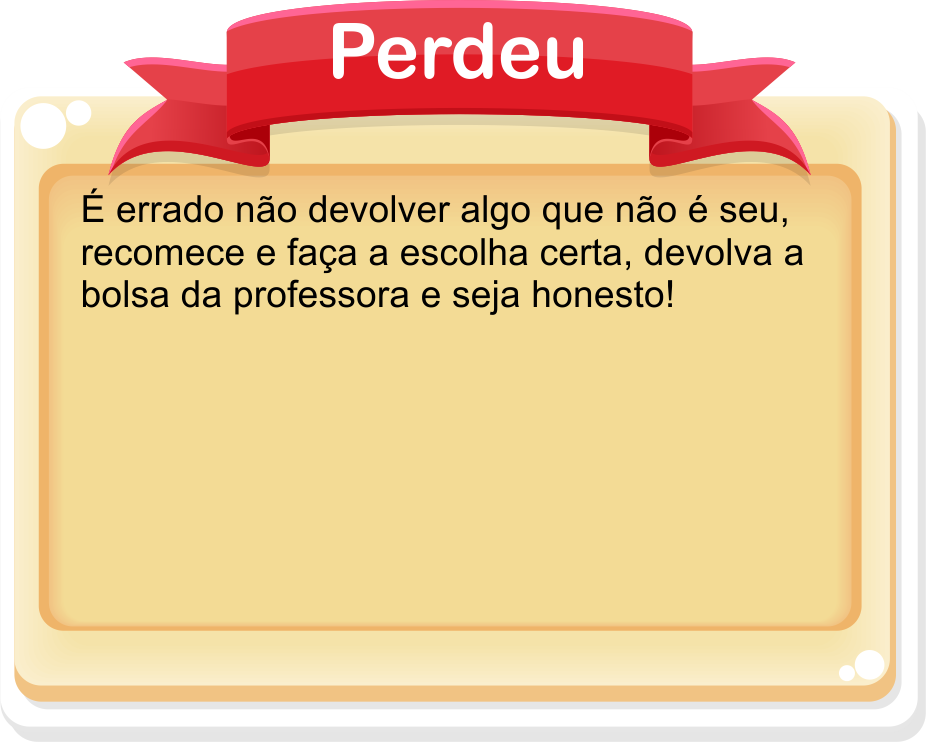 Perdeu
É errado não devolver algo que não é seu,
recomece e faça a escolha certa, devolva a
bolsa da professora e seja honesto!